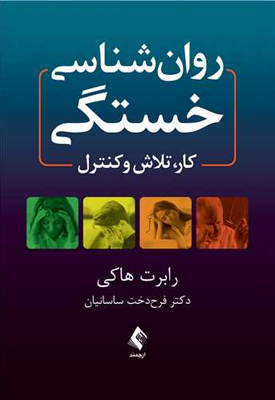 روان‌شناسی
خستگی
کار، تلاش و کنترل
رابرت هاکی
دکتر فرح‌دخت ساسانیان
ارجمند